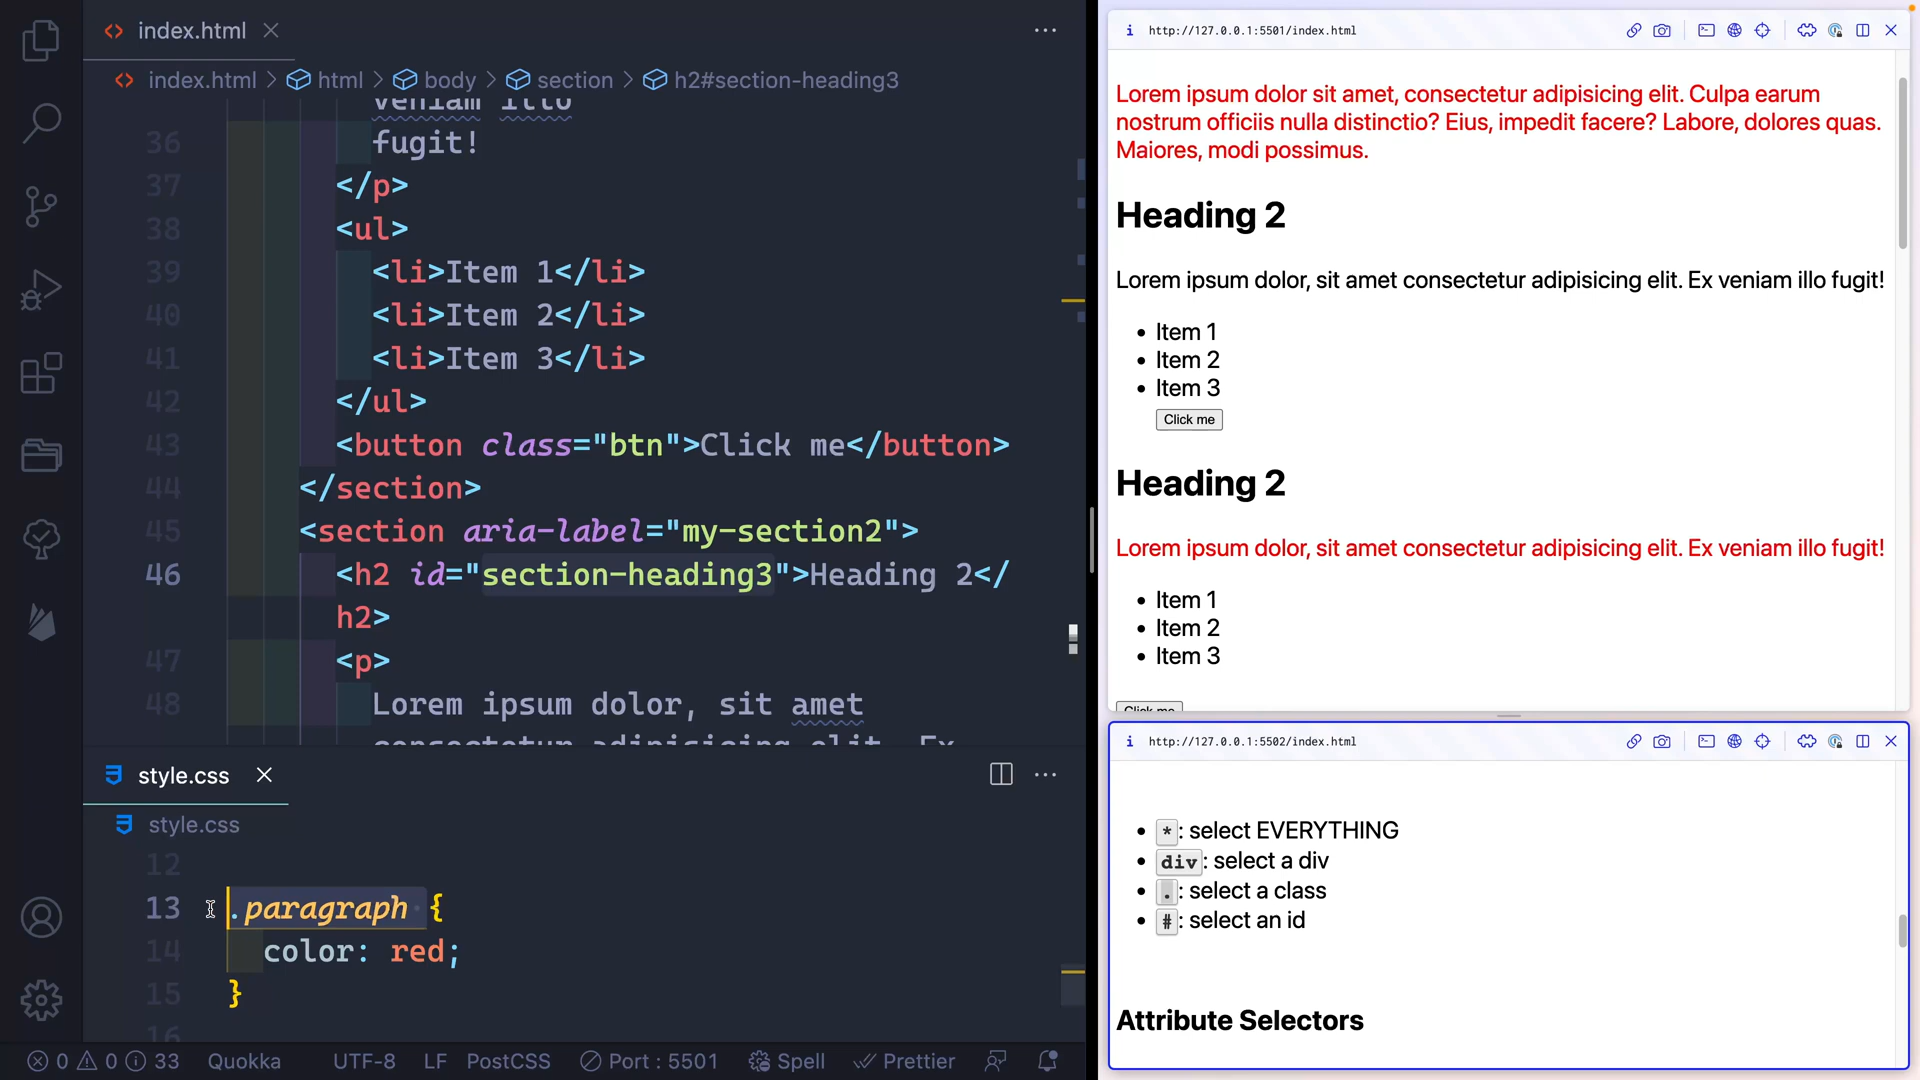 index.html
index.html > html > body > section > h2#section-heading3
veniam illo
36 fugit!
37 </p>
38 <ul>
39 <li>Item 1</li>
40 <li>Item 2</li>
41 <li>Item 3</li>
42 </ul>
43 <button class="btn">Click me</button>
44 </section>
45 <section aria-label="my-section2">
46 <h2 id="section-heading3">Heading 2</
h2>
47 <p>
48 Lorem ipsum dolor, sit amet
consectetur adipisicing elit. Ex
style.css
style.css
12
13 .paragraph {
14 color: red;
15 }
16
0 0 33 Quokka UTF-8 LF PostCSS Port : 5501 Spell Prettier
http://127.0.0.1:5501/index.html
Lorem ipsum dolor sit amet, consectetur adipisicing elit. Culpa earum
nostrum officiis nulla distinctio? Eius, impedit facere? Labore, dolores quas.
Maiores, modi possimus.
Heading 2
Lorem ipsum dolor, sit amet consectetur adipisicing elit. Ex veniam illo fugit!
• Item 1
• Item 2
• Item 3
Click me
Heading 2
Lorem ipsum dolor, sit amet consectetur adipisicing elit. Ex veniam illo fugit!
• Item 1
• Item 2
• Item 3
Click me
http://127.0.0.1:5502/index.html
• *: select EVERYTHING
• div: select a div
• .: select a class
• #: select an id
Attribute Selectors